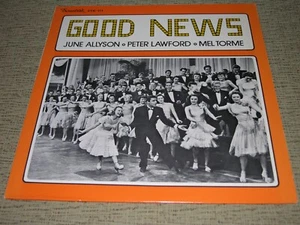 GOOD NEWS
JUNE ALLYSON • PETER LAWFORD • MEL TORME